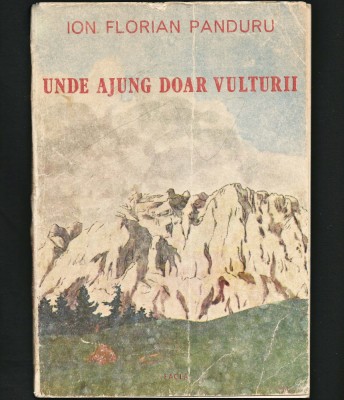 ION FLORIAN PANDURU
UNDE AJUNG DOAR VULTURII